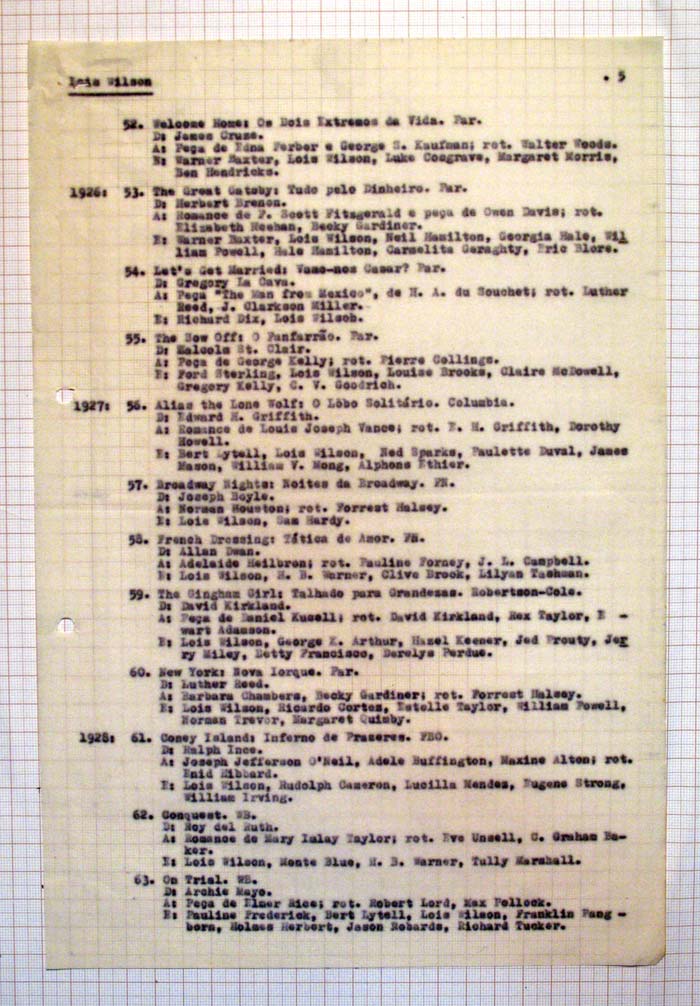 Lois Wilson . 5
52. Welcome Home: Os Dois Extremos da Vida. Par.
D: James Cruze.
A: Peça de Edna Ferber e George S. Kaufman; rot. Walter Woods.
E: Warner Baxter, Lois Wilson, Luke Cosgrave, Margaret Morris,
Ben Hendricks.
1926: 53. The Great Gatsby: Tudo pelo Dinheiro. Par.
D: Herbert Brenon.
A: Romance de F. Scott Fitzgerald e peça de Owen Davis; rot.
Elizabeth Meehan, Becky Gardiner.
E: Warner Baxter, Lois Wilson, Neil Hamilton, Georgia Hale, Wil
liam Powell, Hale Hamilton, Carmelita Geraghty, Eric Blore.
54. Let's Get Married: Vamo-nos Casar? Par.
D: Gregory La Cava.
A: Peça "The Man from Mexico", de H. A. du Souchet; rot. Luther
Reed, J. Clarkson Miller.
E: Richard Dix, Lois Wilson.
55. The Sow Off: O Fanfarrão. Par.
D: Malcolm St. Clair.
A: Peça de George Kelly; rot. Pierre Collings.
E: Ford Sterling, Lois Wilson, Louise Brooks, Claire McDowell,
Gregory Kelly, C. V. Goodrich.
1927: 56. Alias the Lone Wolf: O Lôbo Solitário. Columbia.
D: Edward H. Griffith.
A: Romance de Louis Joseph Vance; rot. E. H. Griffith, Dorothy
Howell.
E: Bert Lytell, Lois Wilson, Ned Sparks, Paulette Duval, James
Mason, William V. Mong, Alphons Ethier.
57. Broadway Nights: Noites da Broadway. FN.
D: Joseph Boyle.
A: Norman Houston; rot. Forrest Halsey.
E: Lois Wilson, Sam Hardy.
58. French Dressing: Tática de Amor. FN.
D: Allan Dwan.
A: Adelaide Heilbron; rot. Pauline Forney, J. L. Campbell.
E: Lois Wilson, H. B. Warner, Clive Brook, Lilyan Tashman.
59. The Gingham Girl: Talhado para Grandezas. Robertson-Cole.
D: David Kirkland.
A: Peça de Daniel Kusell; rot. David Kirkland, Rex Taylor, E -
wart Adamson.
E: Lois Wilson, George K. Arthur, Hazel Keener, Jed Prouty, Jer
ry Miley, Betty Francisco, Derelys Perdue.
60. New York: Nova Iorque. Par.
D: Luther Reed.
A: Barbara Chambers, Becky Gardiner; rot. Forrest Halsey.
E: Lois Wilson, Ricardo Cortez, Estelle Taylor, William Powell,
Norman Trevor, Margaret Quimby.
1928: 61. Coney Island: Inferno de Prazeres. FBO.
D: Ralph Ince.
A: Joseph Jefferson O'Neil, Adele Buffington, Maxine Alton; rot.
Enid Hibbard.
E: Lois Wilson, Rudolph Cameron, Lucilla Mendez, Eugene Strong,
William Irving.
62. Conquest. WB.
D: Roy del Ruth.
A: Romance de Mary Imlay Taylor; rot. Eve Unsell, C. Graham Ba-
ker.
E: Lois Wilson, Monte Blue, H. B. Warner, Tully Marshall.
63. On Trial. WB.
D: Archie Mayo.
A: Peça de Elmer Rice; rot. Robert Lord, Max Pollock.
E: Pauline Frederick, Bert Lytell, Lois Wilson, Franklin Pang -
born, Holmes Herbert, Jason Robards, Richard Tucker.